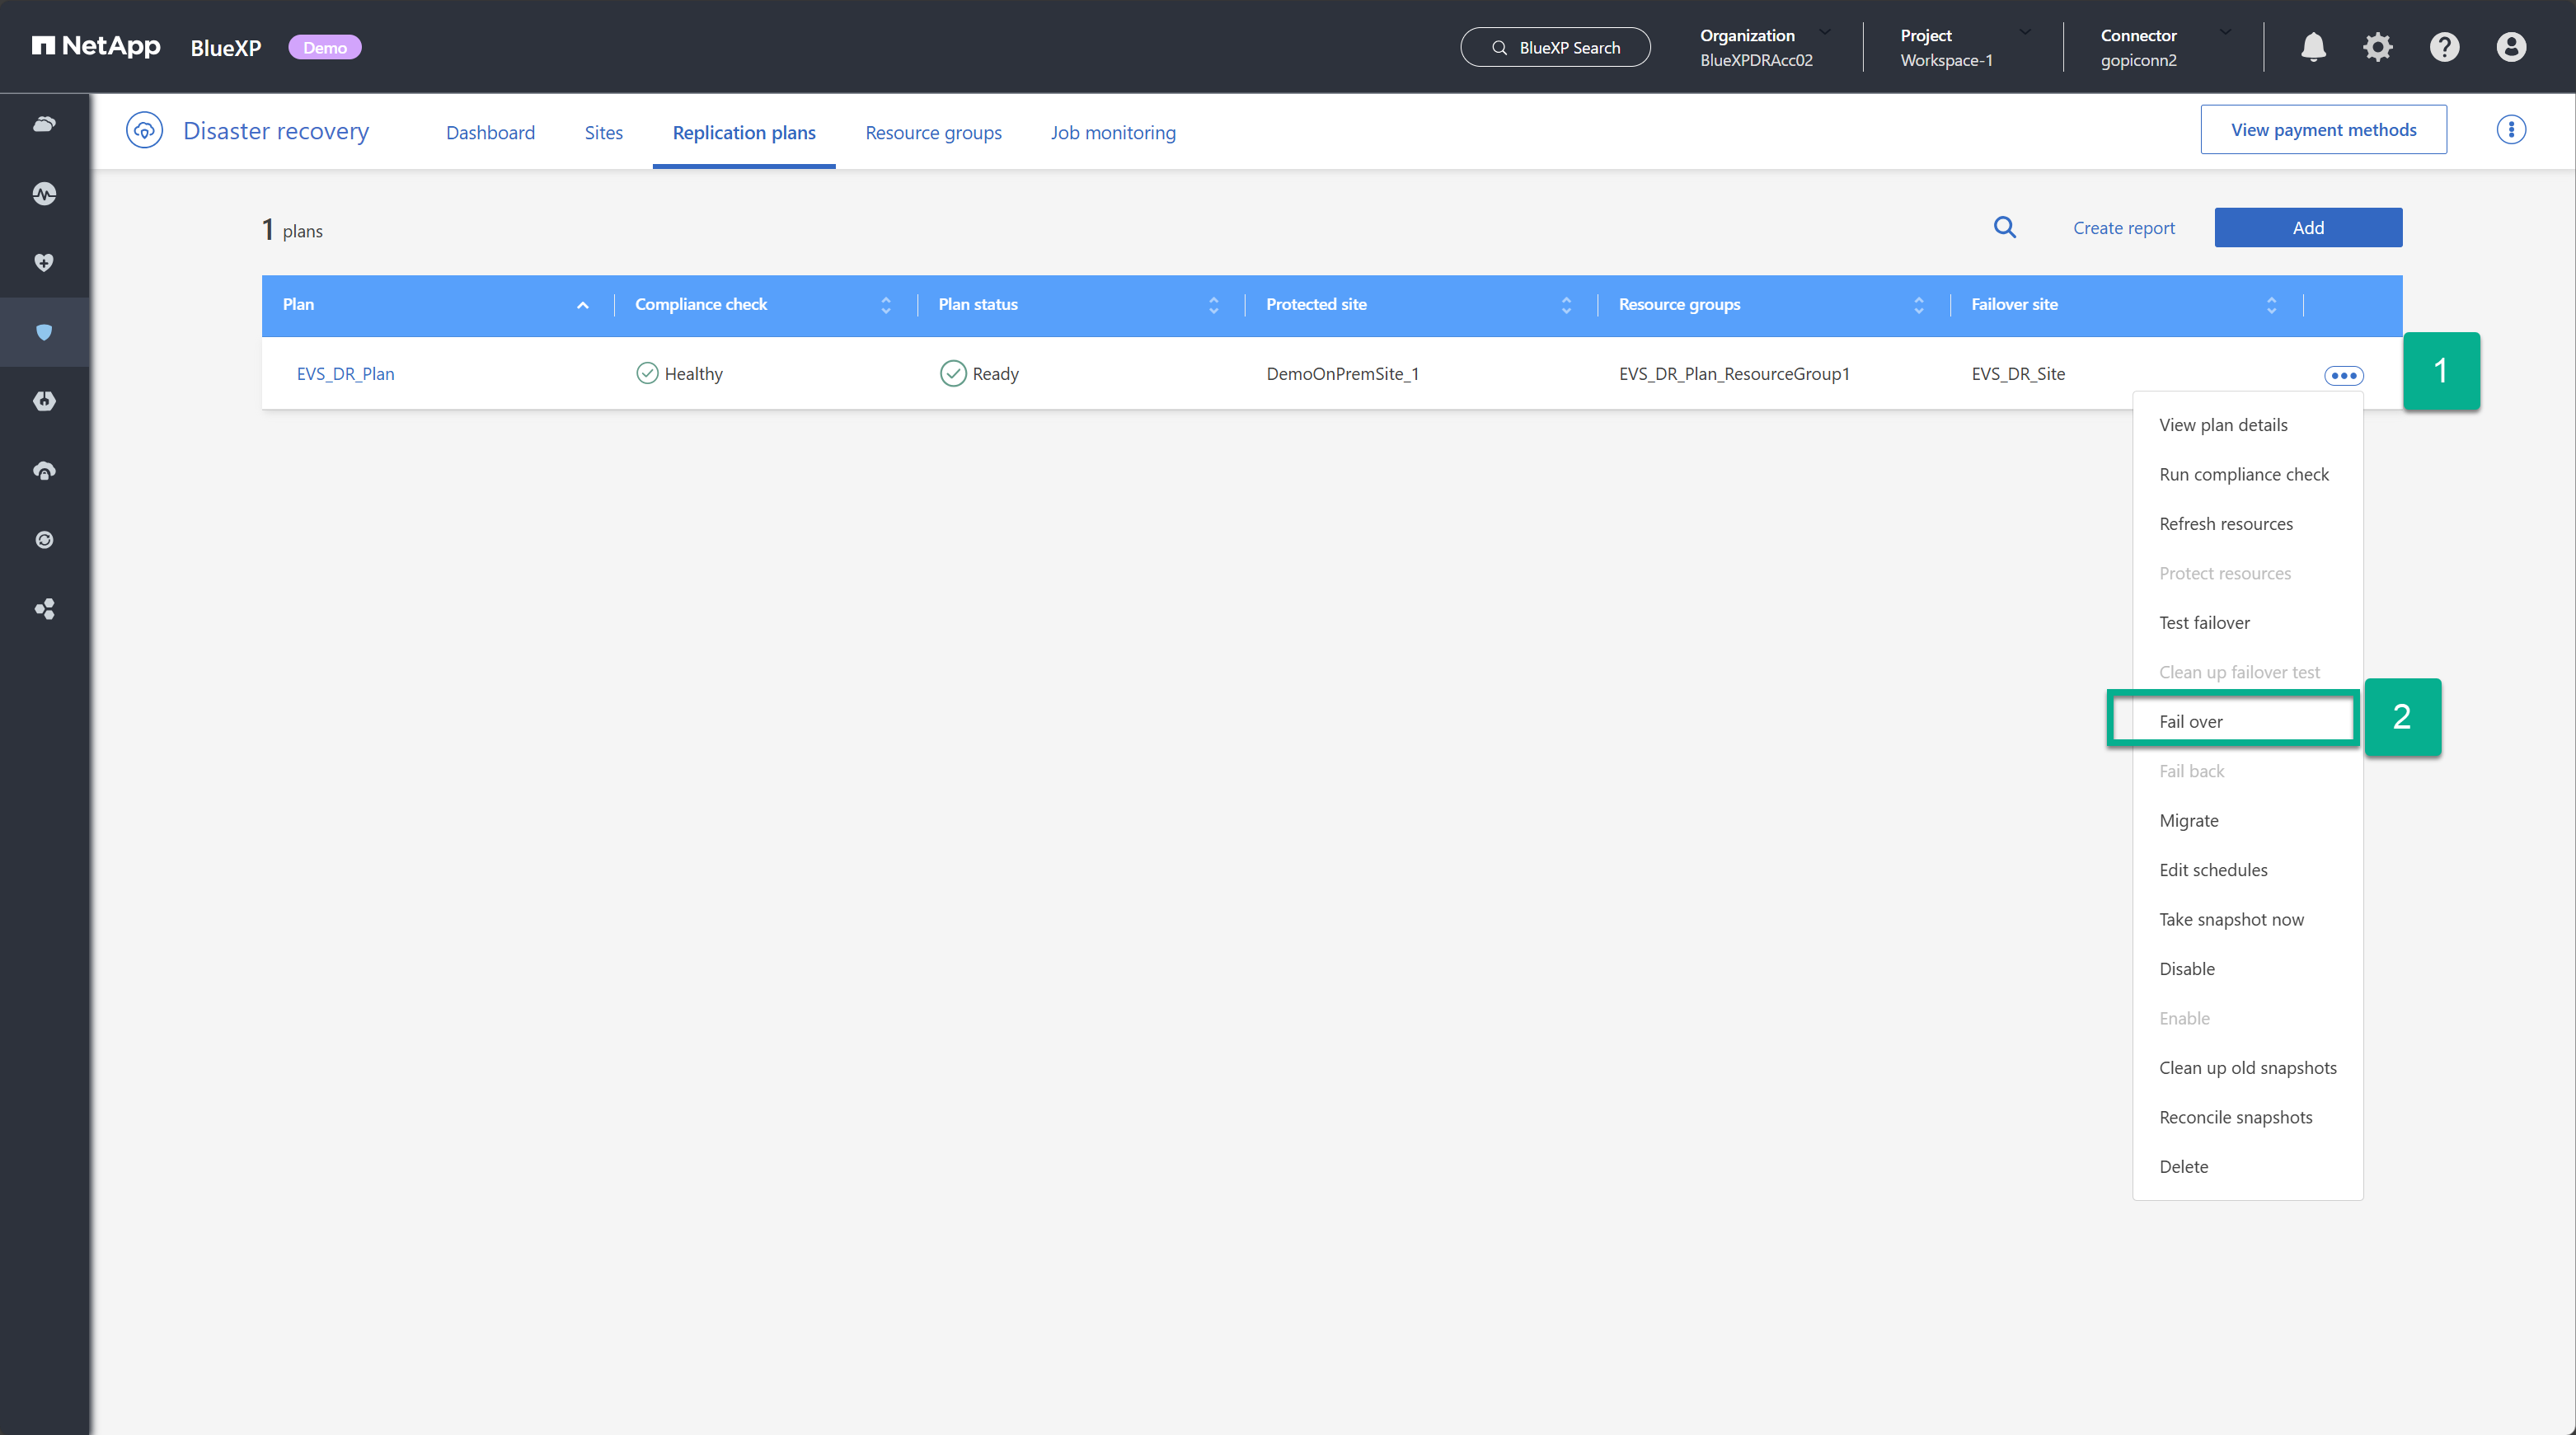 NetApp BlueXP Demo
BlueXP Search
Organization
BlueXPDRAcc02
Project
Workspace-1
Connector
gopiconn2
Disaster recovery
Dashboard Sites Replication plans Resource groups Job monitoring
View payment methods
1 plans
Create report Add
Plan Compliance check Plan status Protected site Resource groups Failover site
EVS_DR_Plan Healthy Ready DemoOnPremSite_1 EVS_DR_Plan_ResourceGroup1 EVS_DR_Site
1
View plan details
Run compliance check
Refresh resources
Protect resources
Test failover
Clean up failover test
Fail over
2
Fail back
Migrate
Edit schedules
Take snapshot now
Disable
Enable
Clean up old snapshots
Reconcile snapshots
Delete